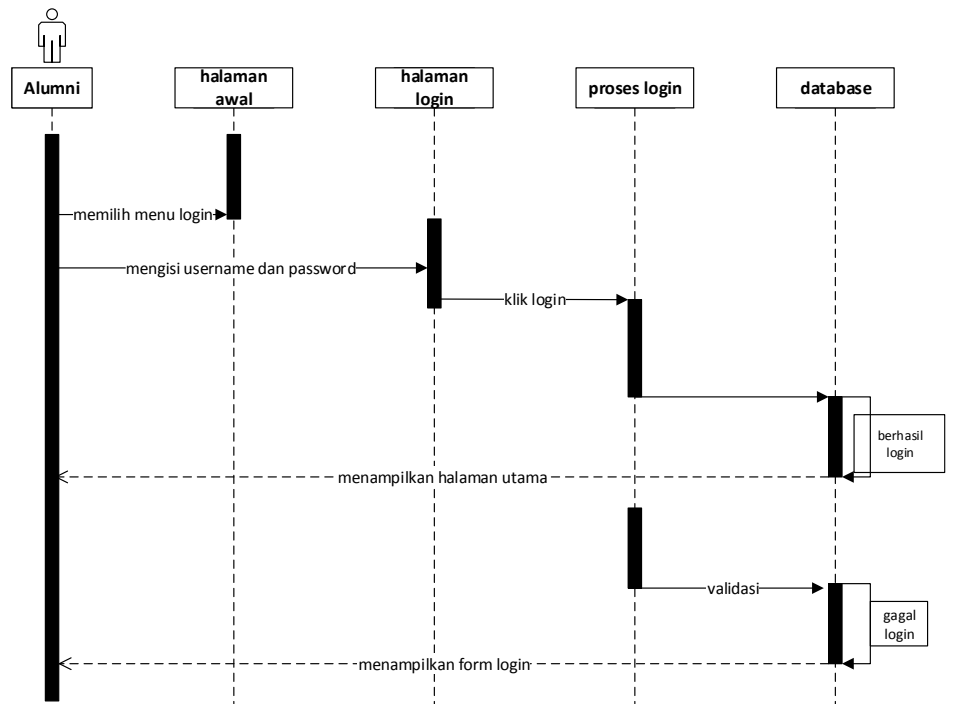 Alumni
halaman
awal
halaman
login
proses login
database
memilih menu login
mengisi username dan password
klik login
berhasil
login
menampilkan halaman utama
validasi
gagal
login
menampilkan form login